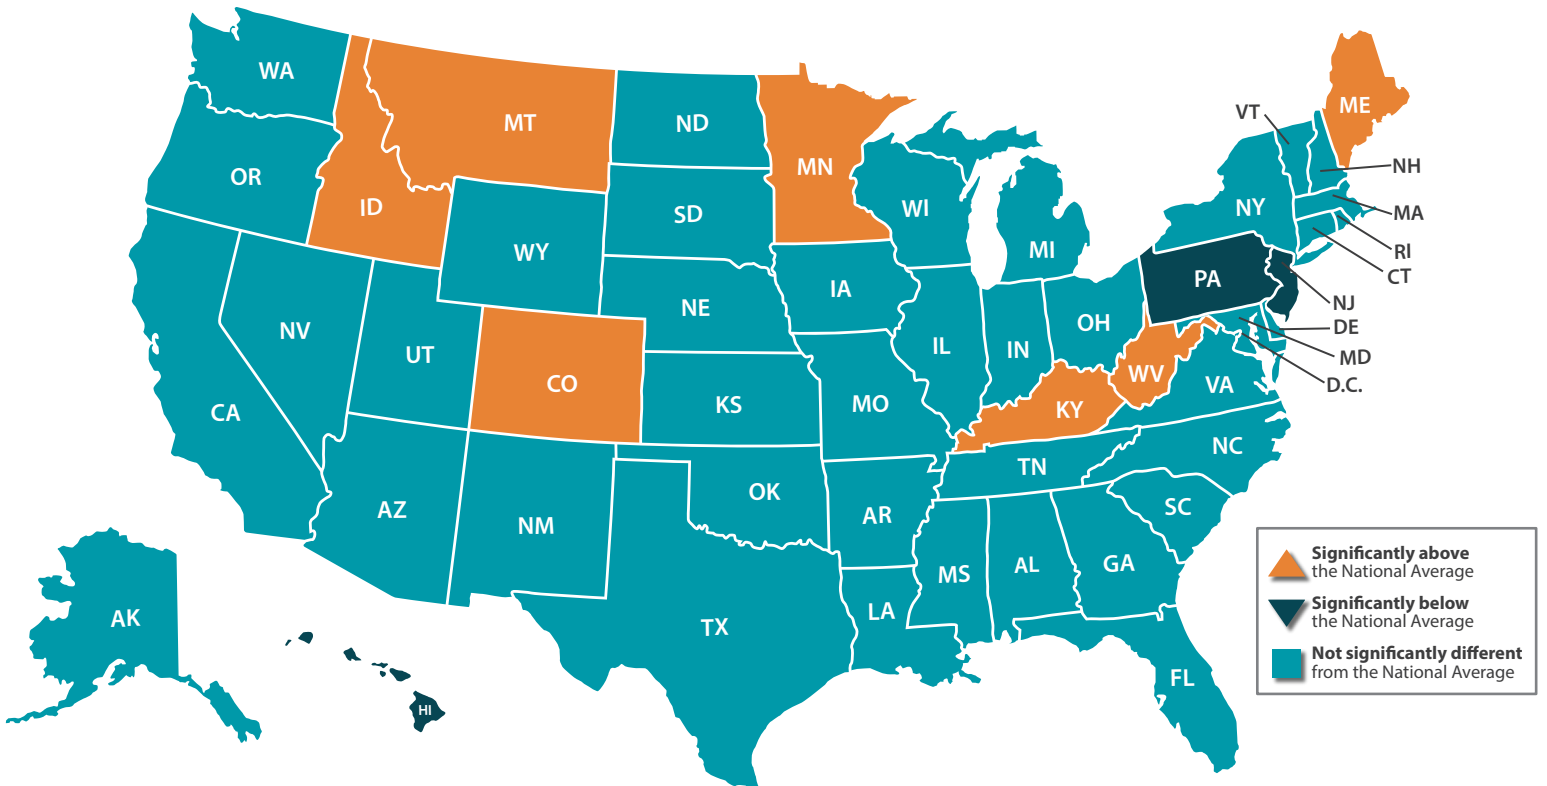 WA
OR
CA
NV
ID
MT
WY
UT
CO
AZ
NM
ND
SD
NE
KS
OK
TX
MN
IA
MO
AR
LA
WI
IL
MI
IN
OH
KY
TN
MS
AL
GA
FL
SC
NC
VA
WV
PA
NY
VT
ME
NH
MA
RI
CT
NJ
DE
MD
D.C.
AK
HI
Significantly above
the National Average
Significantly below
the National Average
Not significantly different
from the National Average